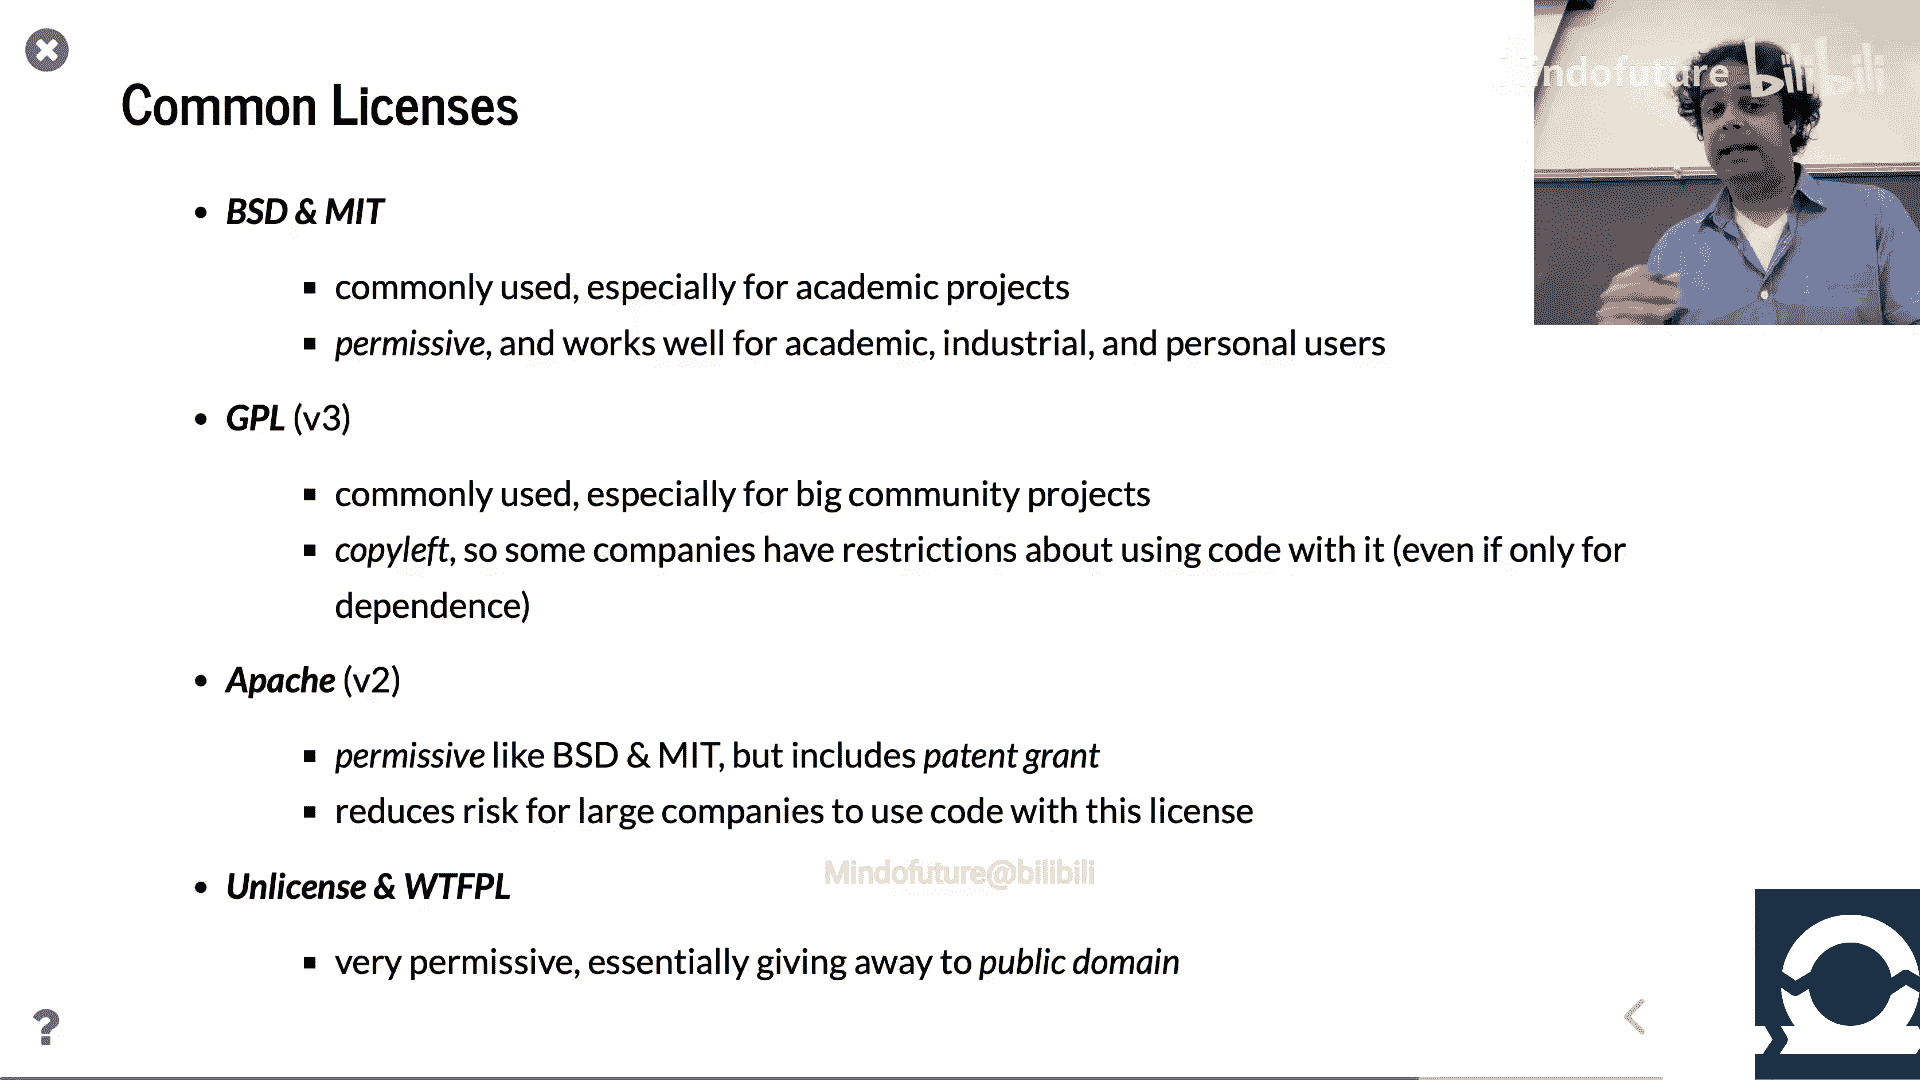 Common Licenses
BSD & MIT
commonly used, especially for academic projects
permissive, and works well for academic, industrial, and personal users
GPL (v3)
commonly used, especially for big community projects
copyleft, so some companies have restrictions about using code with it (even if only for
dependence)
Apache (v2)
permissive like BSD & MIT, but includes patent grant
reduces risk for large companies to use code with this license
Unlicense & WTFPL
very permissive, essentially giving away to public domain
Mindofuture bilibili
Mindofuture@bilibili
?